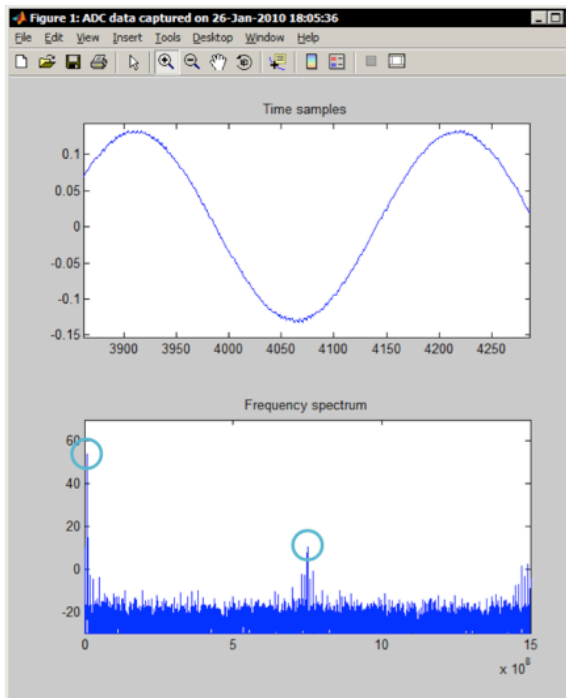 Figure 1: ADC data captured on 26-Jan-2010 18:05:36
File Edit View Insert Tools Desktop Window Help
Time samples
0.1
0.05
0
-0.05
-0.1
-0.15
3900 3950 4000 4050 4100 4150 4200 4250
Frequency spectrum
60
40
20
0
-20
0 5 10 15
x 10⁸